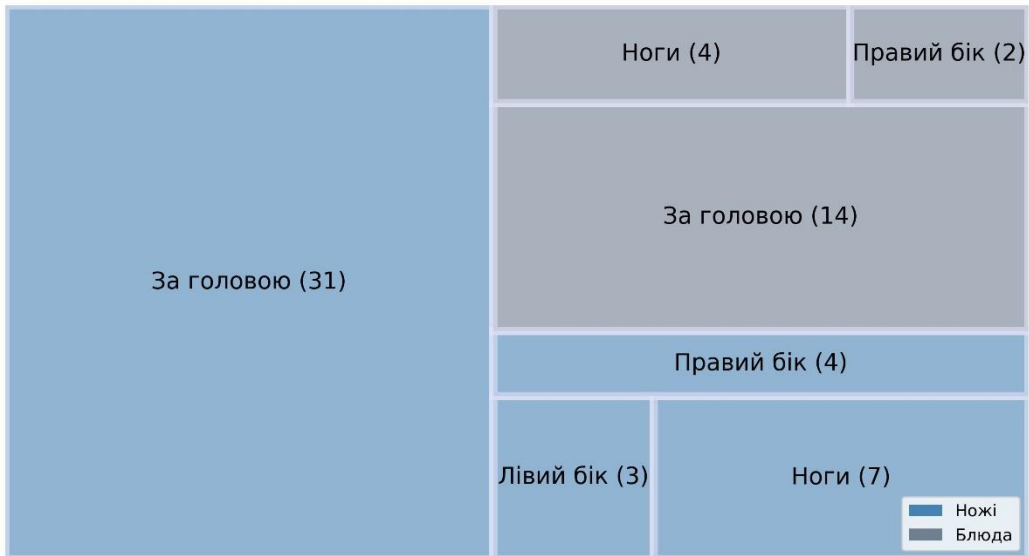 Ноги (4)
Правий бік (2)
За головою (14)
За головою (31)
Правий бік (4)
Лівий бік (3)
Ноги (7)
Ножі
Блюда